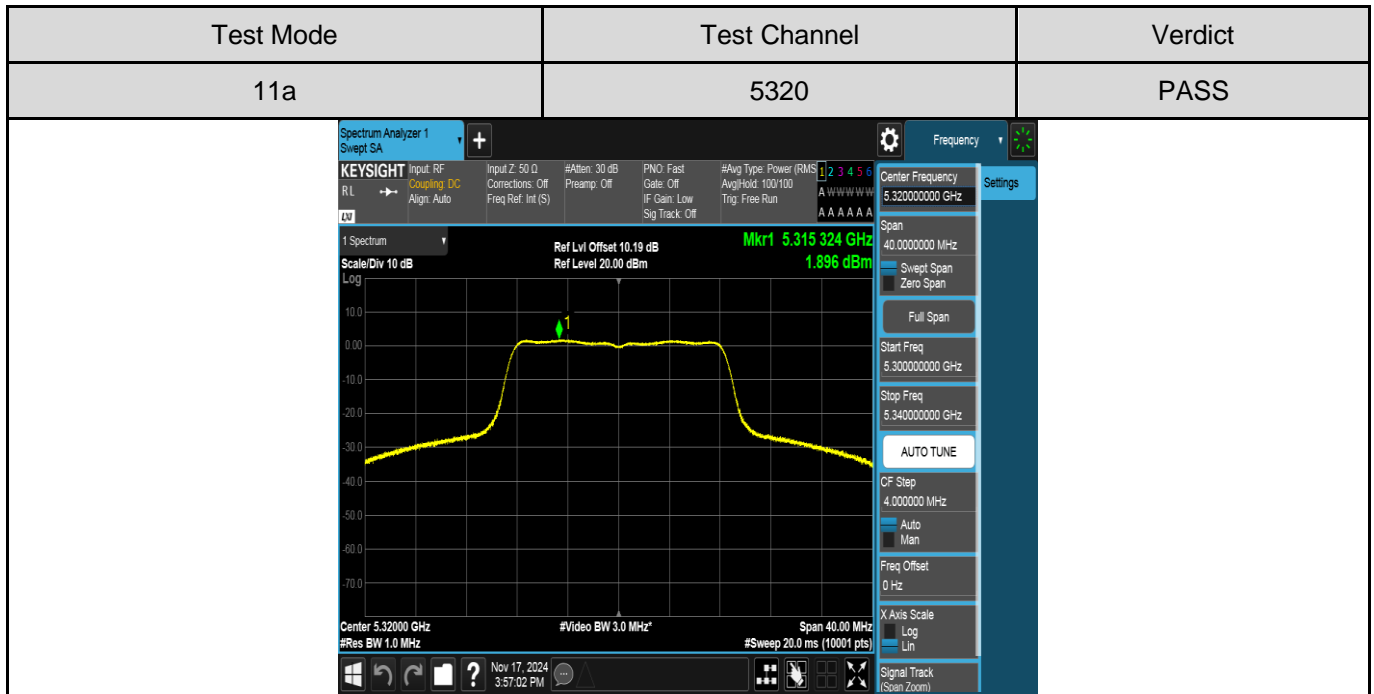 Test Mode Test Channel Verdict
11a 5320 PASS
Spectrum Analyzer 1
Swept SA
+
Frequency
KEYSIGHT
RL
LXI
Input: RF
Coupling: DC
Align: Auto
Input Z: 50 Ω
Corrections: Off
Freq Ref: Int (S)
#Atten: 30 dB
Preamp: Off
PNO: Fast
Gate: Off
IF Gain: Low
Sig Track: Off
#Avg Type: Power (RMS
Avg|Hold: 100/100
Trig: Free Run
1 2 3 4 5 6
A W W W W W
A A A A A A
1 Spectrum
Scale/Div 10 dB
Ref Lvl Offset 10.19 dB
Ref Level 20.00 dBm
Mkr1 5.315 324 GHz
1.896 dBm
Log
10.0
0.00
-10.0
-20.0
-30.0
-40.0
-50.0
-60.0
-70.0
1
Center 5.32000 GHz
#Res BW 1.0 MHz
#Video BW 3.0 MHz*
Span 40.00 MHz
#Sweep 20.0 ms (10001 pts)
Center Frequency
5.320000000 GHz
Settings
Span
40.0000000 MHz
Swept Span
Zero Span
Full Span
Start Freq
5.300000000 GHz
Stop Freq
5.340000000 GHz
AUTO TUNE
CF Step
4.000000 MHz
Auto
Man
Freq Offset
0 Hz
X Axis Scale
Log
Lin
Signal Track
(Span Zoom)
?
Nov 17, 2024
3:57:02 PM